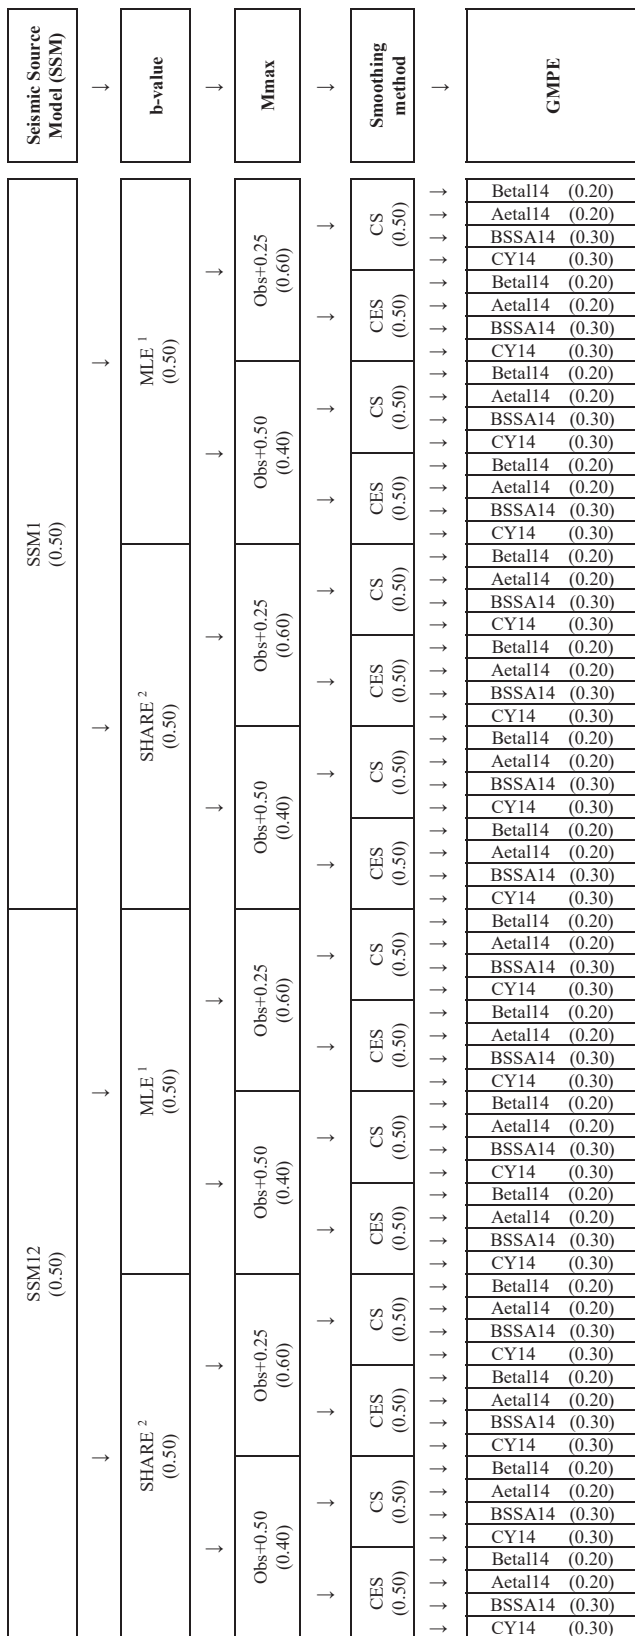 Seismic Source
Model (SSM)
b-value
Mmax
Smoothing
method
GMPE
SSM1
(0.50)
SSM12
(0.50)
MLE ¹
(0.50)
SHARE ²
(0.50)
MLE ¹
(0.50)
SHARE ²
(0.50)
Obs+0.25
(0.60)
Obs+0.50
(0.40)
Obs+0.25
(0.60)
Obs+0.50
(0.40)
Obs+0.25
(0.60)
Obs+0.50
(0.40)
Obs+0.25
(0.60)
Obs+0.50
(0.40)
CS
(0.50)
CES
(0.50)
CS
(0.50)
CES
(0.50)
CS
(0.50)
CES
(0.50)
CS
(0.50)
CES
(0.50)
CS
(0.50)
CES
(0.50)
CS
(0.50)
CES
(0.50)
CS
(0.50)
CES
(0.50)
CS
(0.50)
CES
(0.50)
Betal14 (0.20)
Aetal14 (0.20)
BSSA14 (0.30)
CY14 (0.30)
Betal14 (0.20)
Aetal14 (0.20)
BSSA14 (0.30)
CY14 (0.30)
Betal14 (0.20)
Aetal14 (0.20)
BSSA14 (0.30)
CY14 (0.30)
Betal14 (0.20)
Aetal14 (0.20)
BSSA14 (0.30)
CY14 (0.30)
Betal14 (0.20)
Aetal14 (0.20)
BSSA14 (0.30)
CY14 (0.30)
Betal14 (0.20)
Aetal14 (0.20)
BSSA14 (0.30)
CY14 (0.30)
Betal14 (0.20)
Aetal14 (0.20)
BSSA14 (0.30)
CY14 (0.30)
Betal14 (0.20)
Aetal14 (0.20)
BSSA14 (0.30)
CY14 (0.30)
Betal14 (0.20)
Aetal14 (0.20)
BSSA14 (0.30)
CY14 (0.30)
Betal14 (0.20)
Aetal14 (0.20)
BSSA14 (0.30)
CY14 (0.30)
Betal14 (0.20)
Aetal14 (0.20)
BSSA14 (0.30)
CY14 (0.30)
Betal14 (0.20)
Aetal14 (0.20)
BSSA14 (0.30)
CY14 (0.30)
Betal14 (0.20)
Aetal14 (0.20)
BSSA14 (0.30)
CY14 (0.30)
Betal14 (0.20)
Aetal14 (0.20)
BSSA14 (0.30)
CY14 (0.30)
Betal14 (0.20)
Aetal14 (0.20)
BSSA14 (0.30)
CY14 (0.30)
Betal14 (0.20)
Aetal14 (0.20)
BSSA14 (0.30)
CY14 (0.30)